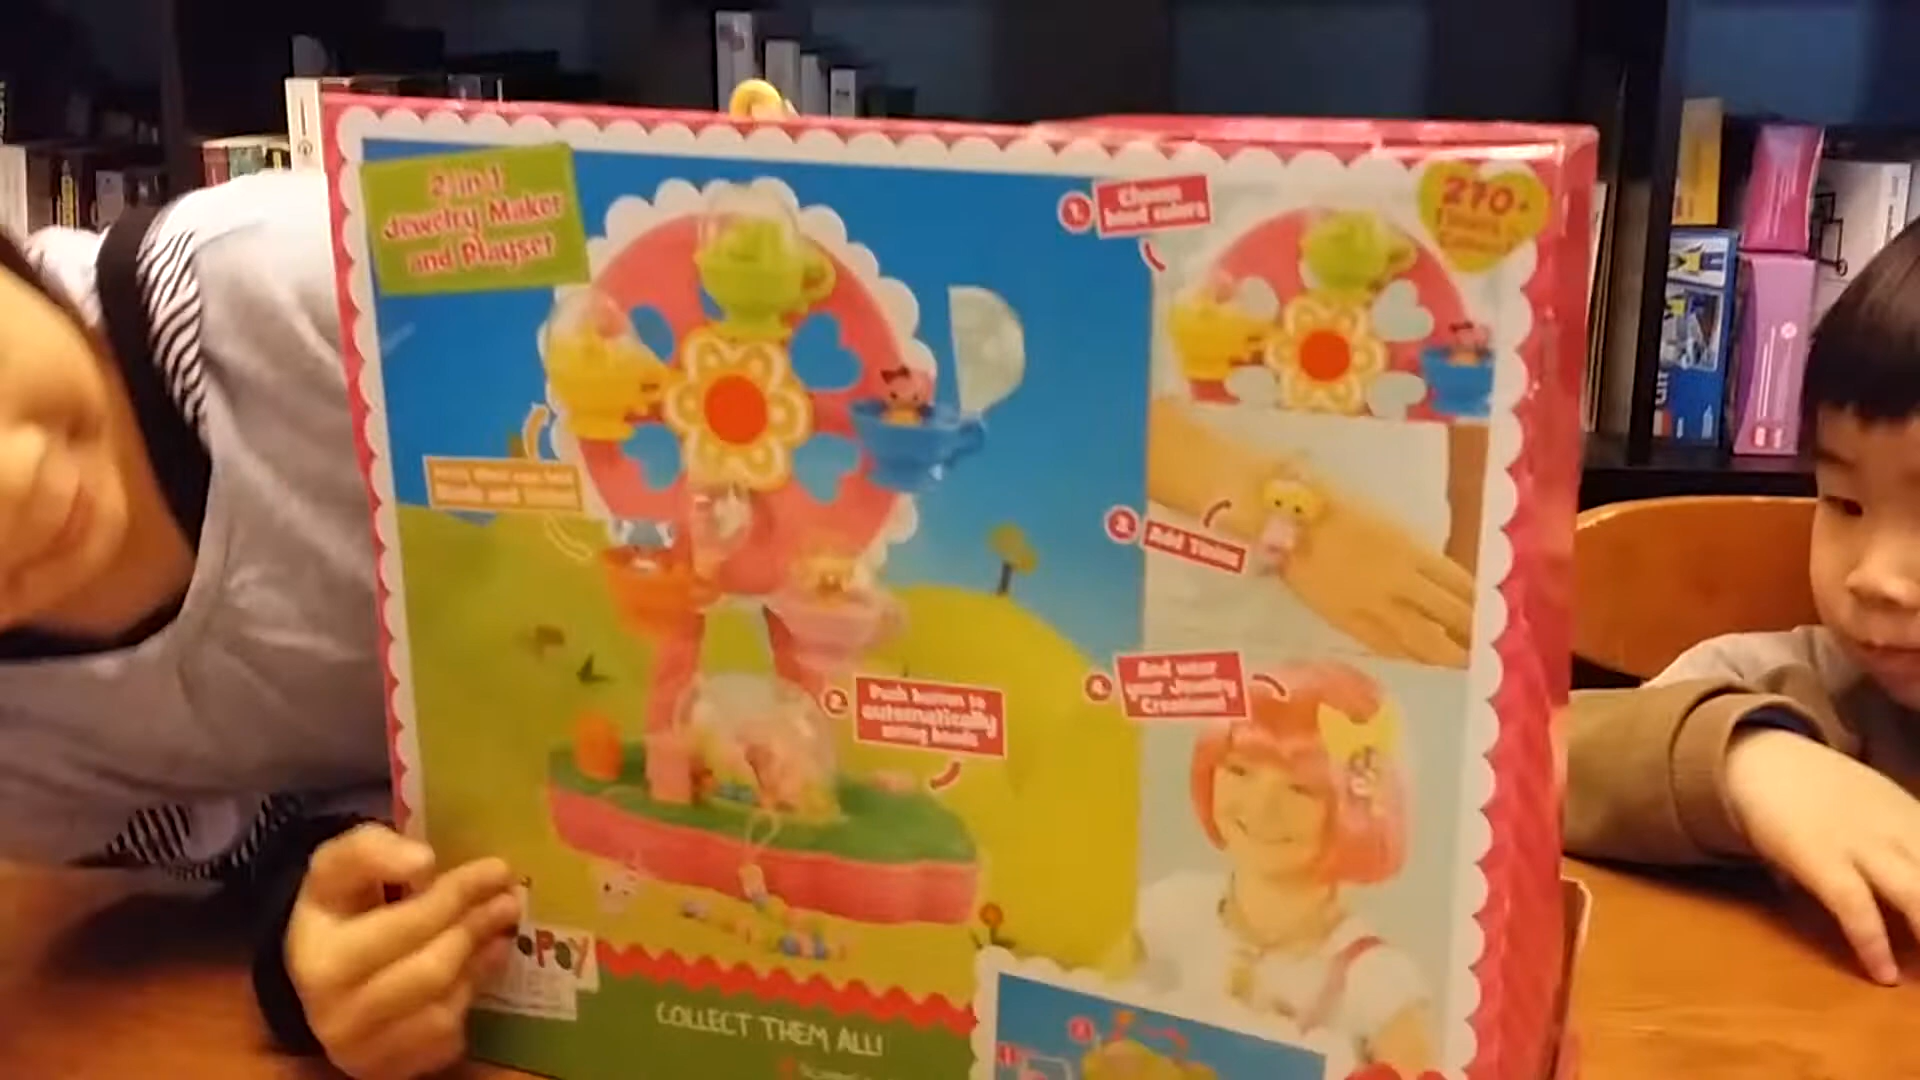 2 in 1
Jewelry Maker
and Playset
1.
Choose
bead colors
270+
2.
Push button to
automatically
string beads
3.
Add Tinies
4.
And wear
your Jewelry
Creations!
COLLECT THEM ALL!